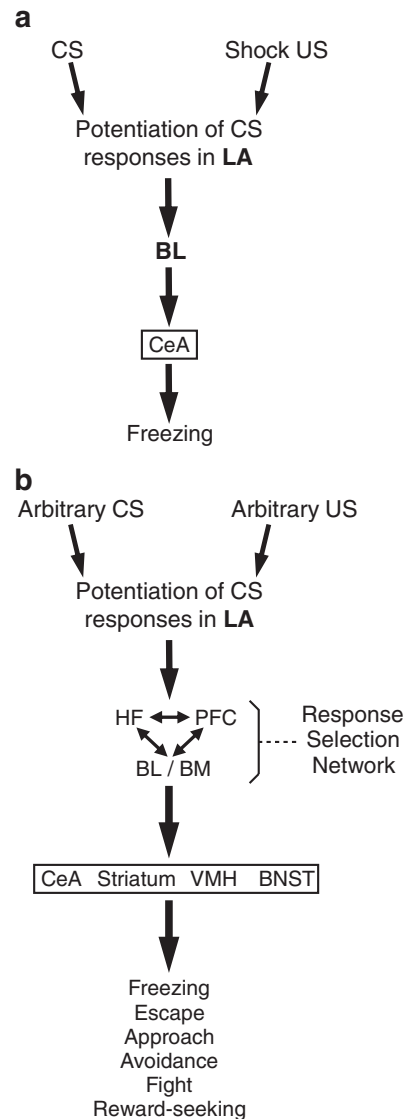 a
CS Shock US
Potentiation of CS
responses in LA
BL
CeA
Freezing
b
Arbitrary CS Arbitrary US
Potentiation of CS
responses in LA
HF PFC
BL / BM
Response
Selection
Network
CeA Striatum VMH BNST
Freezing
Escape
Approach
Avoidance
Fight
Reward-seeking